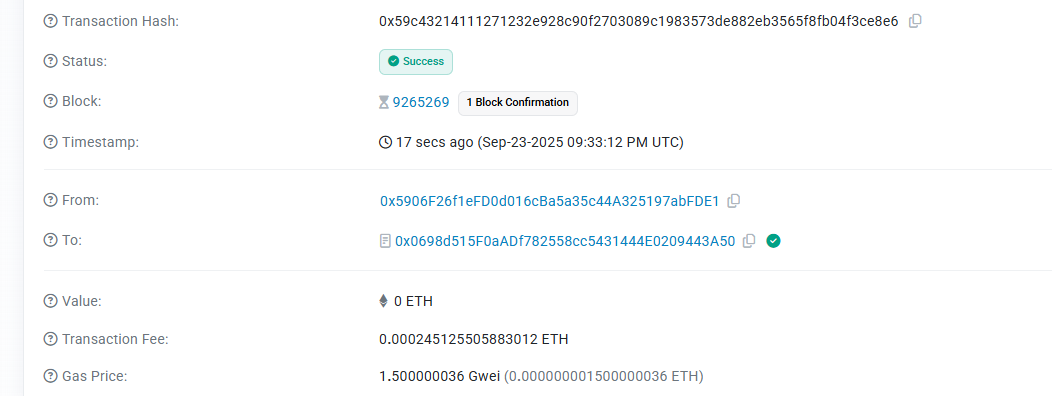 Transaction Hash: 0x59c43214111271232e928c90f2703089c1983573de882eb3565f8fb04f3ce8e6
Status: Success
Block: 9265269 1 Block Confirmation
Timestamp: 17 secs ago (Sep-23-2025 09:33:12 PM UTC)
From: 0x5906F26f1eFD0d016cBa5a35c44A325197abFDE1
To: 0x0698d515F0aADf782558cc5431444E0209443A50
Value: 0 ETH
Transaction Fee: 0.000245125505883012 ETH
Gas Price: 1.500000036 Gwei (0.000000001500000036 ETH)